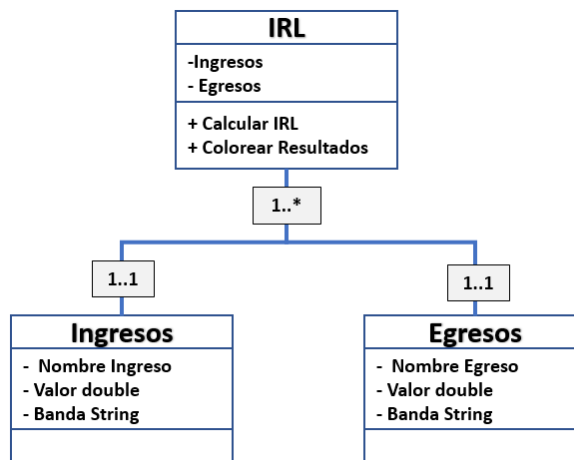 IRL
-Ingresos
- Egresos
+ Calcular IRL
+ Colorear Resultados
1..*
1..1
1..1
Ingresos
- Nombre Ingreso
- Valor double
- Banda String
Egresos
- Nombre Egreso
- Valor double
- Banda String